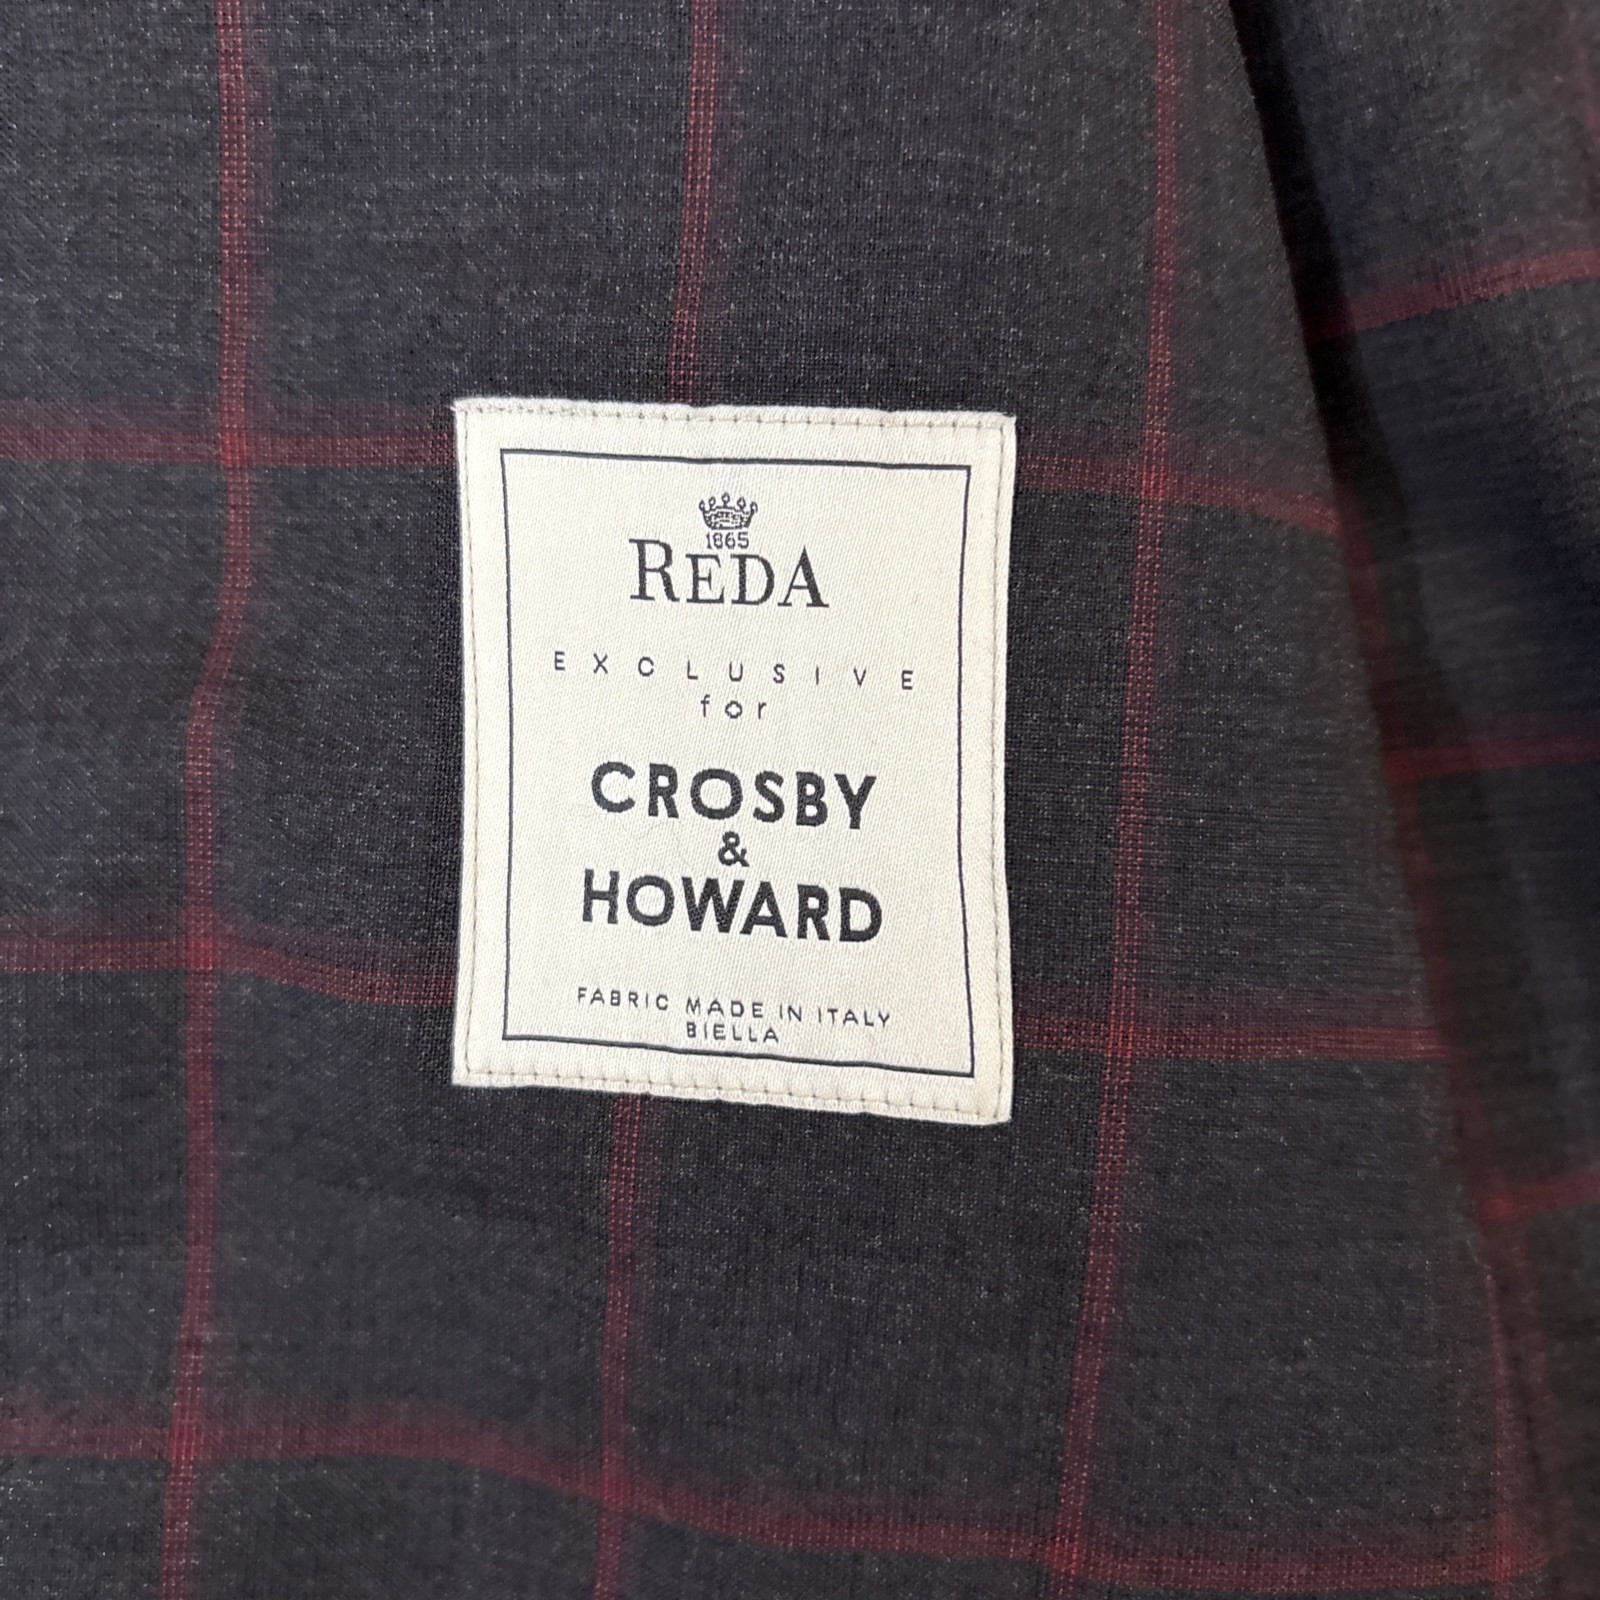 1865
REDA
EXCLUSIVE
for
CROSBY
&
HOWARD
FABRIC MADE IN ITALY
BIELLA